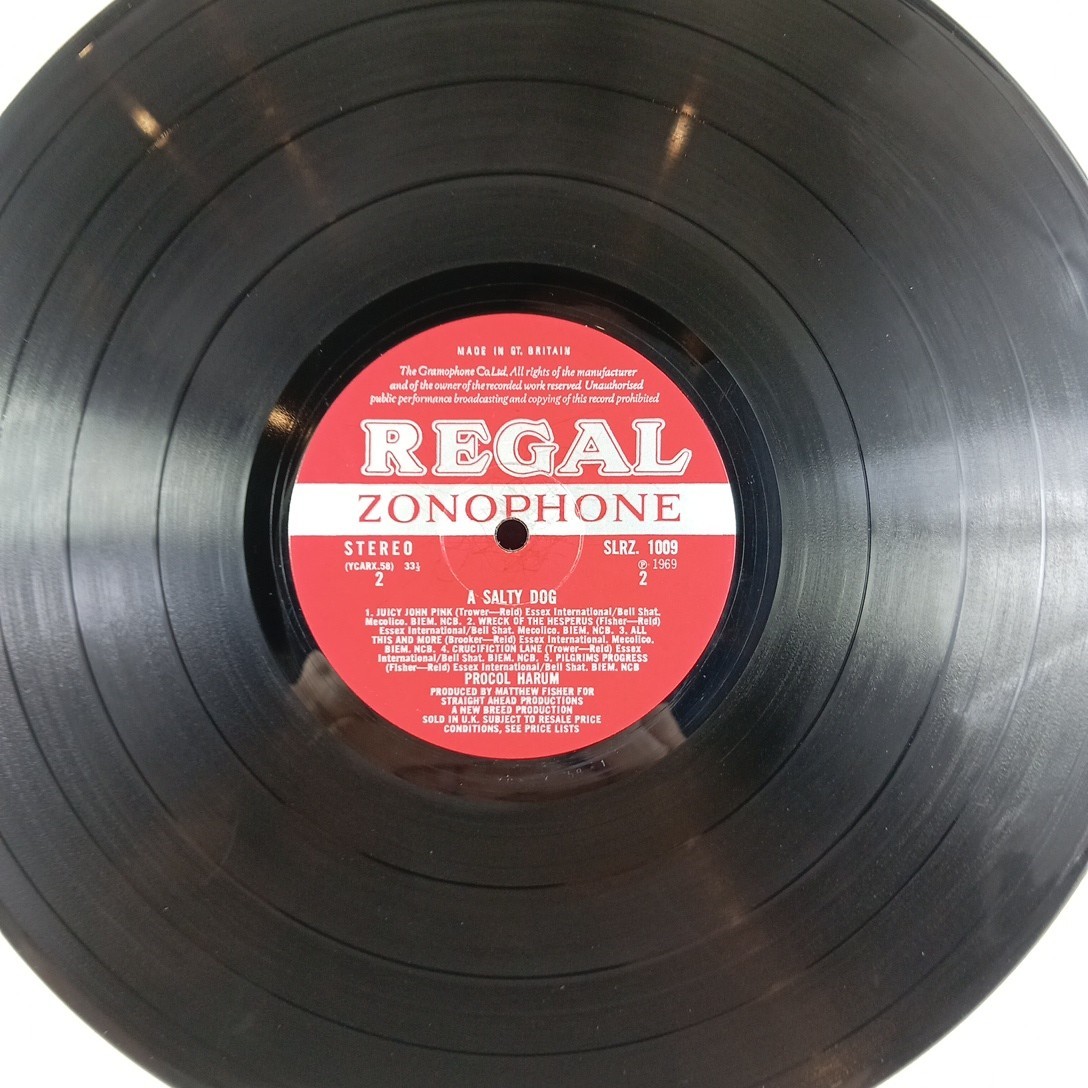 MADE IN GT. BRITAIN
The Gramophone Co. Ltd. All rights of the manufacturer
and of the owner of the recorded work reserved Unauthorised
public performance broadcasting and copying of this record prohibited
REGAL
ZONOPHONE
STEREO SLRZ. 1009
(YCARX.58) 33⅓ ℗ 1969
2 2
A SALTY DOG
1. JUICY JOHN PINK (Trower—Reid) Essex International/Bell Shat.
Mecolico. BIEM. NCB. 2. WRECK OF THE HESPERUS (Fisher—Reid)
Essex International/Bell Shat. Mecolico. BIEM. NCB. 3. ALL
THIS AND MORE (Brooker—Reid) Essex International. Mecolico.
BIEM. NCB. 4. CRUCIFICTION LANE (Trower—Reid) Essex
International/Bell Shat. BIEM. NCB. 5. PILGRIMS PROGRESS
(Fisher—Reid) Essex International/Bell Shat. BIEM. NCB
PROCOL HARUM
PRODUCED BY MATTHEW FISHER FOR
STRAIGHT AHEAD PRODUCTIONS
A NEW BREED PRODUCTION
SOLD IN U.K. SUBJECT TO RESALE PRICE
CONDITIONS, SEE PRICE LISTS